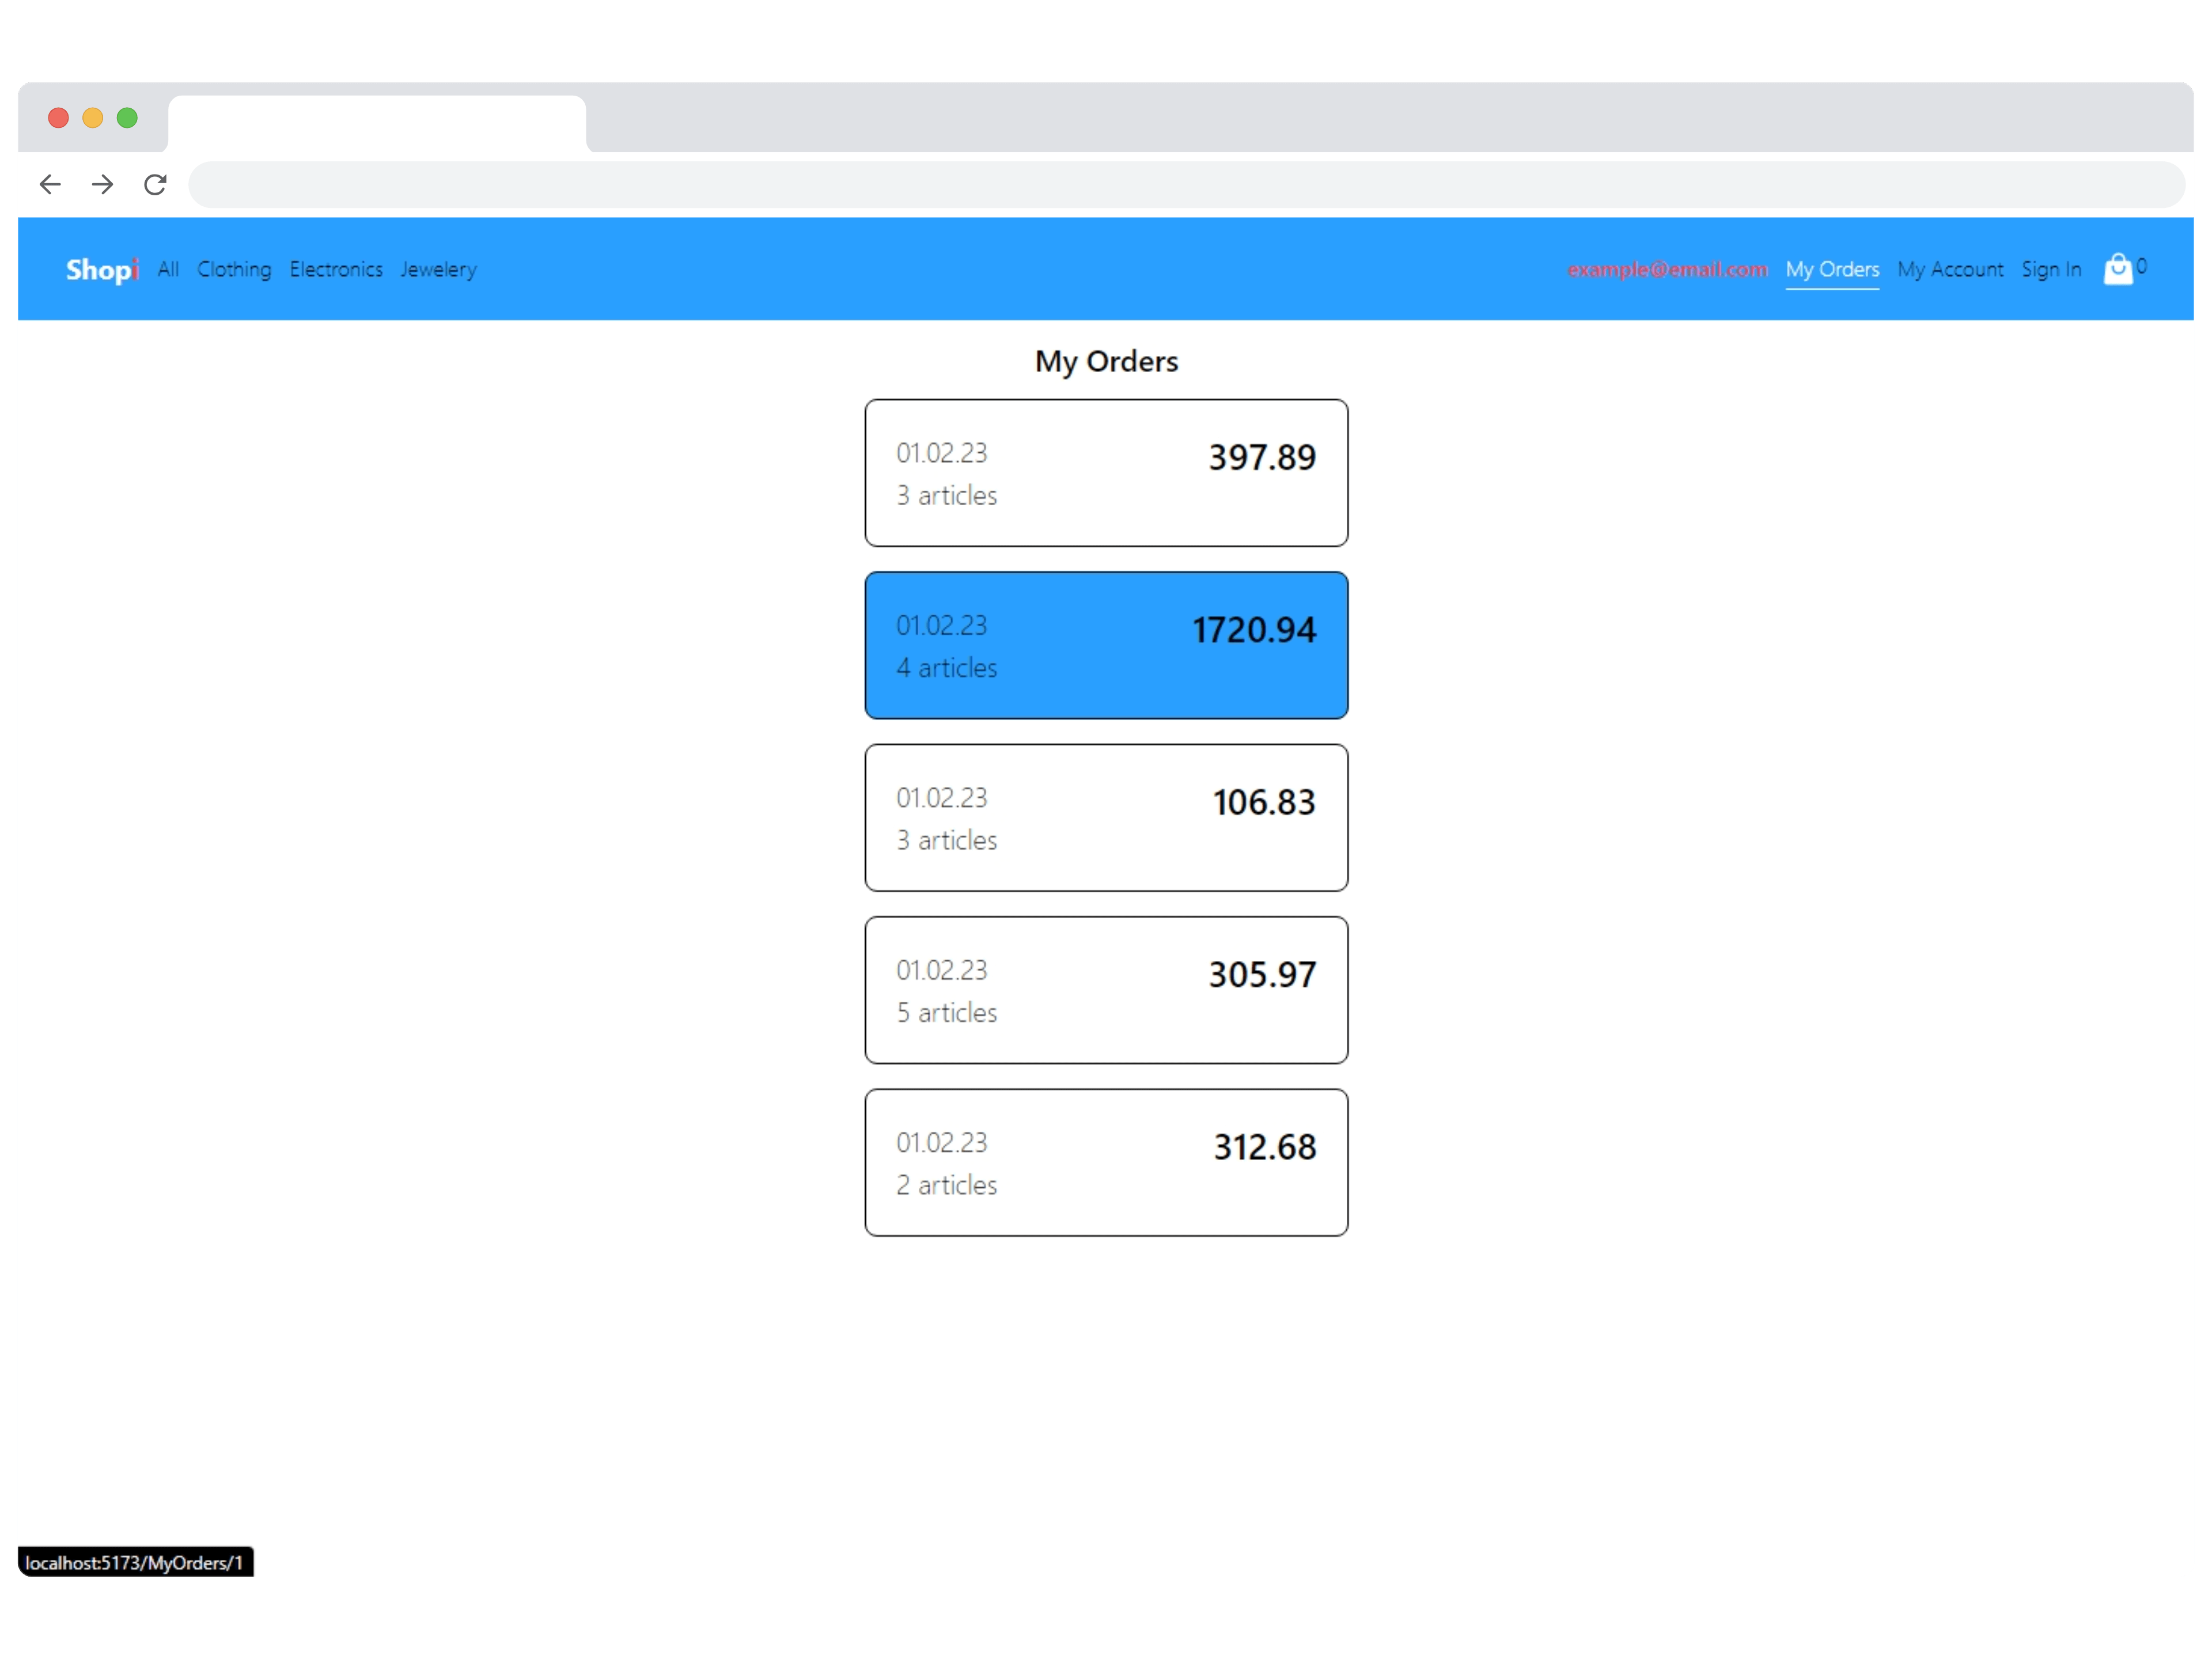 Shopi All Clothing Electronics Jewelery example@email.com My Orders My Account Sign In 0
My Orders
01.02.23 397.89
3 articles
01.02.23 1720.94
4 articles
01.02.23 106.83
3 articles
01.02.23 305.97
5 articles
01.02.23 312.68
2 articles
localhost:5173/MyOrders/1